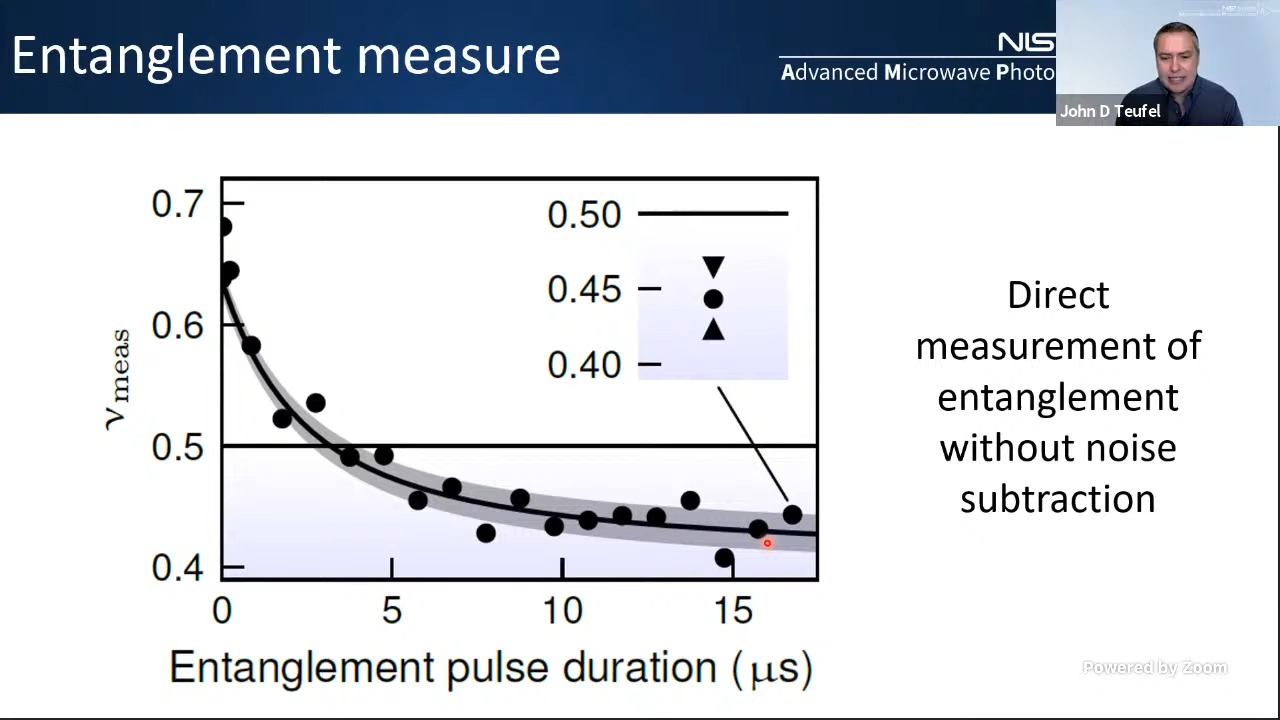 Entanglement measure
NIS
Advanced Microwave Photo
John D Teufel
0.7
0.6
0.5
0.4
ν meas
0.50
0.45
0.40
0
5
10
15
Entanglement pulse duration (μs)
Direct
measurement of
entanglement
without noise
subtraction
Powered by Zoom